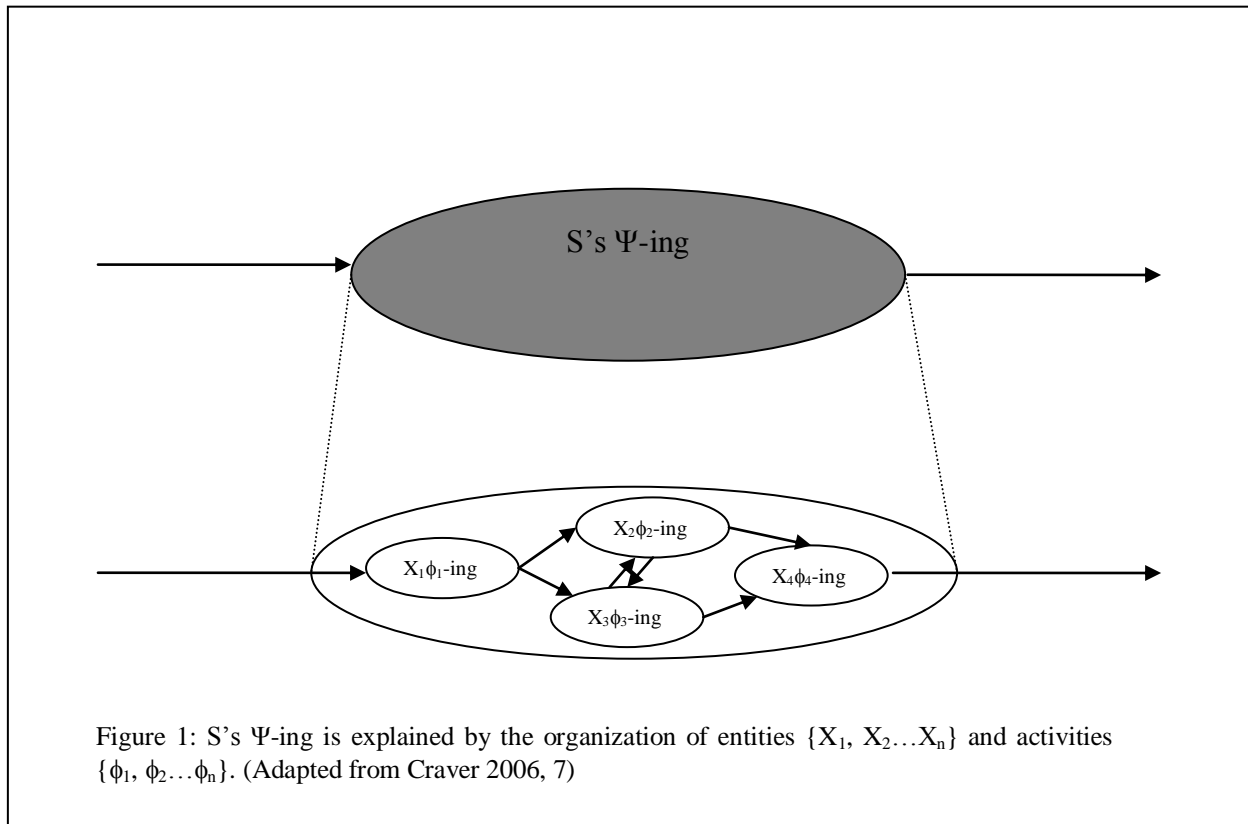 S’s Ψ-ing
X₂ϕ₂-ing
X₁ϕ₁-ing
X₄ϕ₄-ing
X₃ϕ₃-ing
Figure 1: S’s Ψ-ing is explained by the organization of entities {X₁, X₂…Xₙ} and activities
{ϕ₁, ϕ₂…ϕₙ}. (Adapted from Craver 2006, 7)